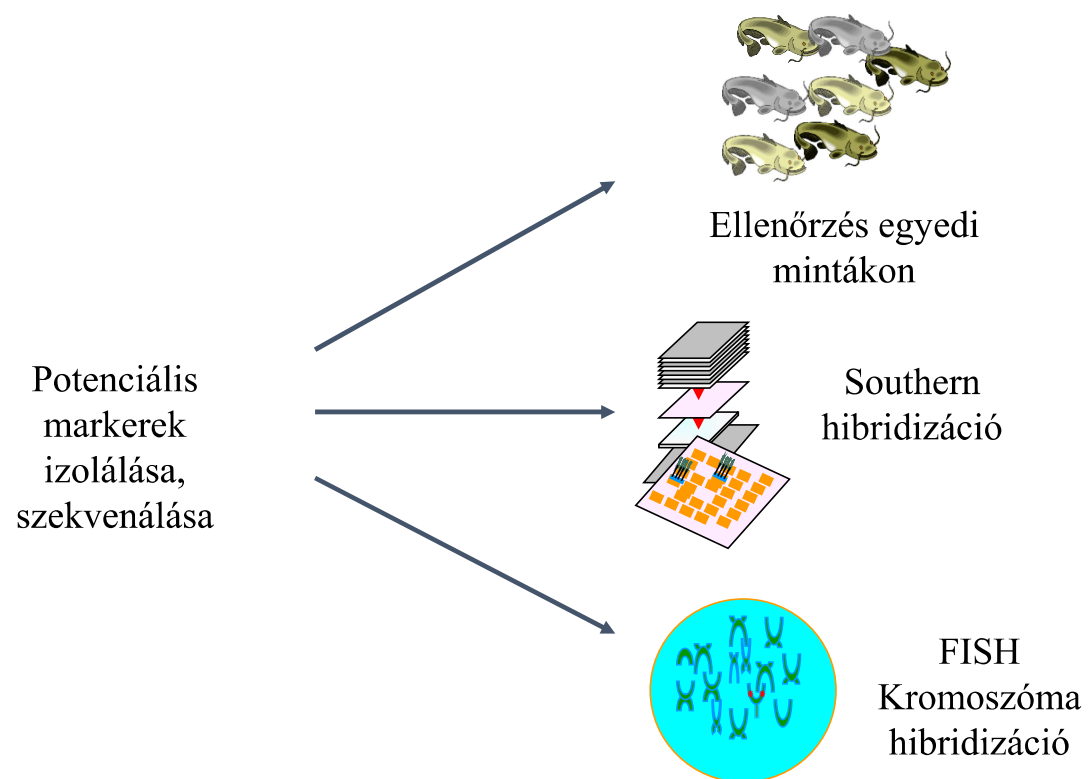 Ellenőrzés egyedi
mintákon
Potenciális
markerek
izolálása,
szekvenálása
Southern
hibridizáció
FISH
Kromoszóma
hibridizáció